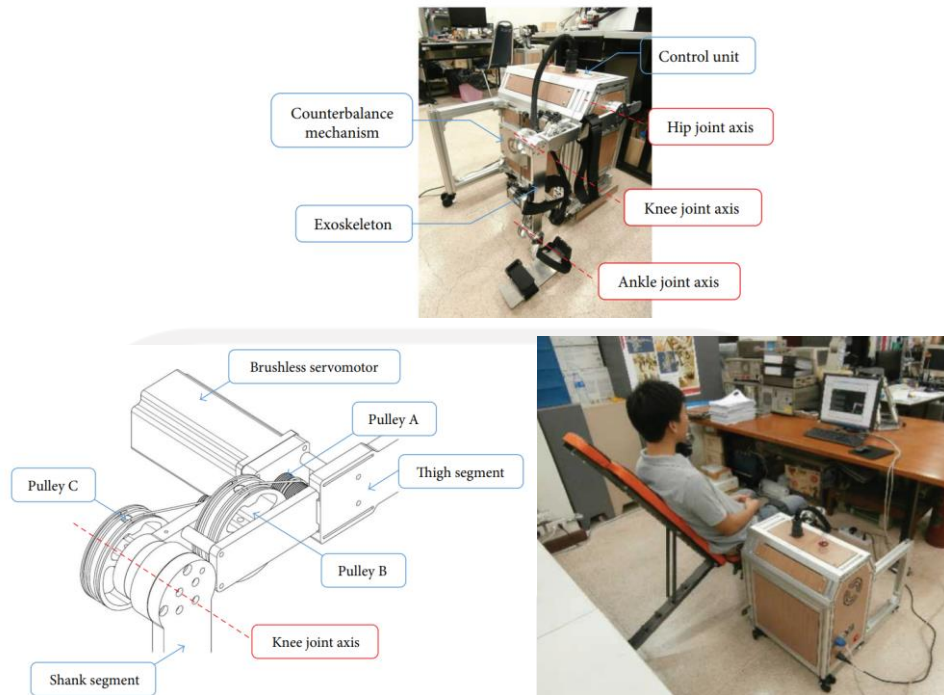 Control unit
Counterbalance
mechanism
Hip joint axis
Knee joint axis
Exoskeleton
Ankle joint axis
Brushless servomotor
Pulley A
Pulley C
Thigh segment
Pulley B
Knee joint axis
Shank segment